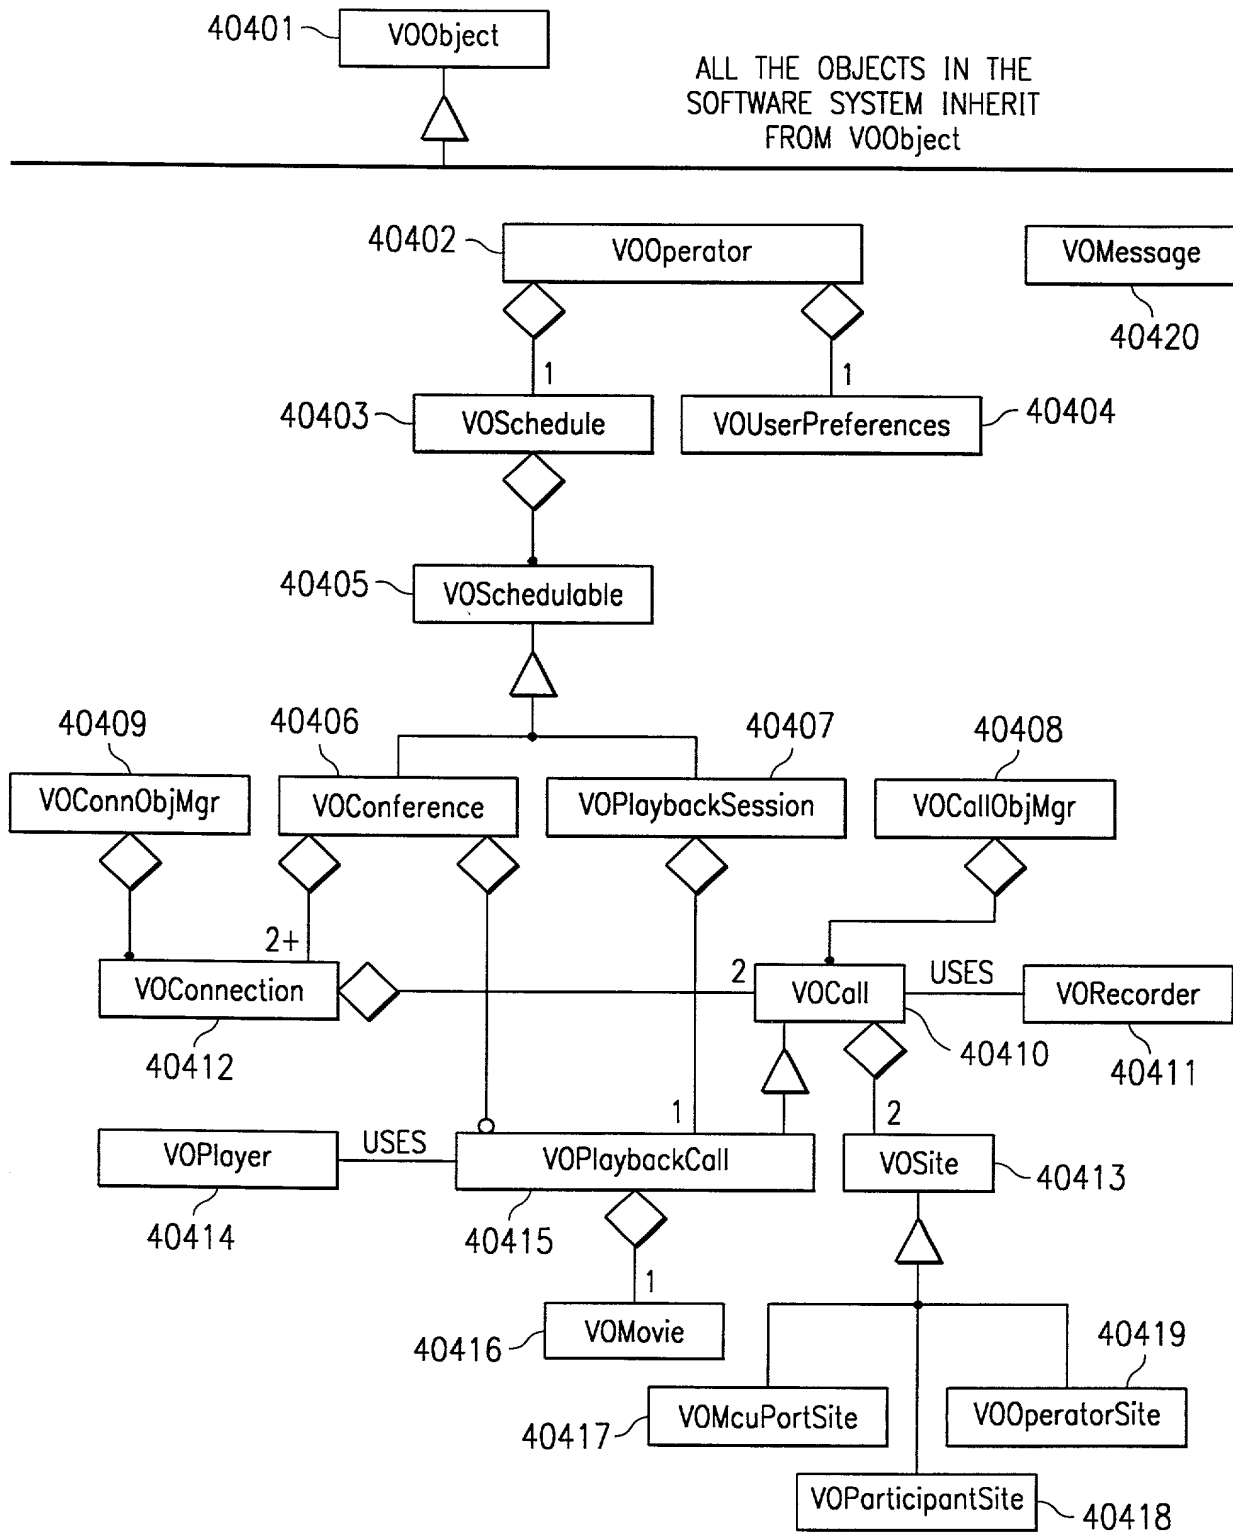 40401
VOObject
ALL THE OBJECTS IN THE
SOFTWARE SYSTEM INHERIT
FROM VOObject
40402
VOOperator
VOMessage
40420
1
1
40403
VOSchedule
VOUserPreferences
40404
40405
VOSchedulable
40409
40406
40407
40408
VOConnObjMgr
VOConference
VOPlaybackSession
VOCallObjMgr
2+
VOConnection
2
VOCall
USES
VORecorder
40412
40410
40411
1
2
VOPlayer
USES
VOPlaybackCall
VOSite
40413
40414
40415
1
40416
VOMovie
40419
40417
VOMcuPortSite
VOOperatorSite
VOParticipantSite
40418